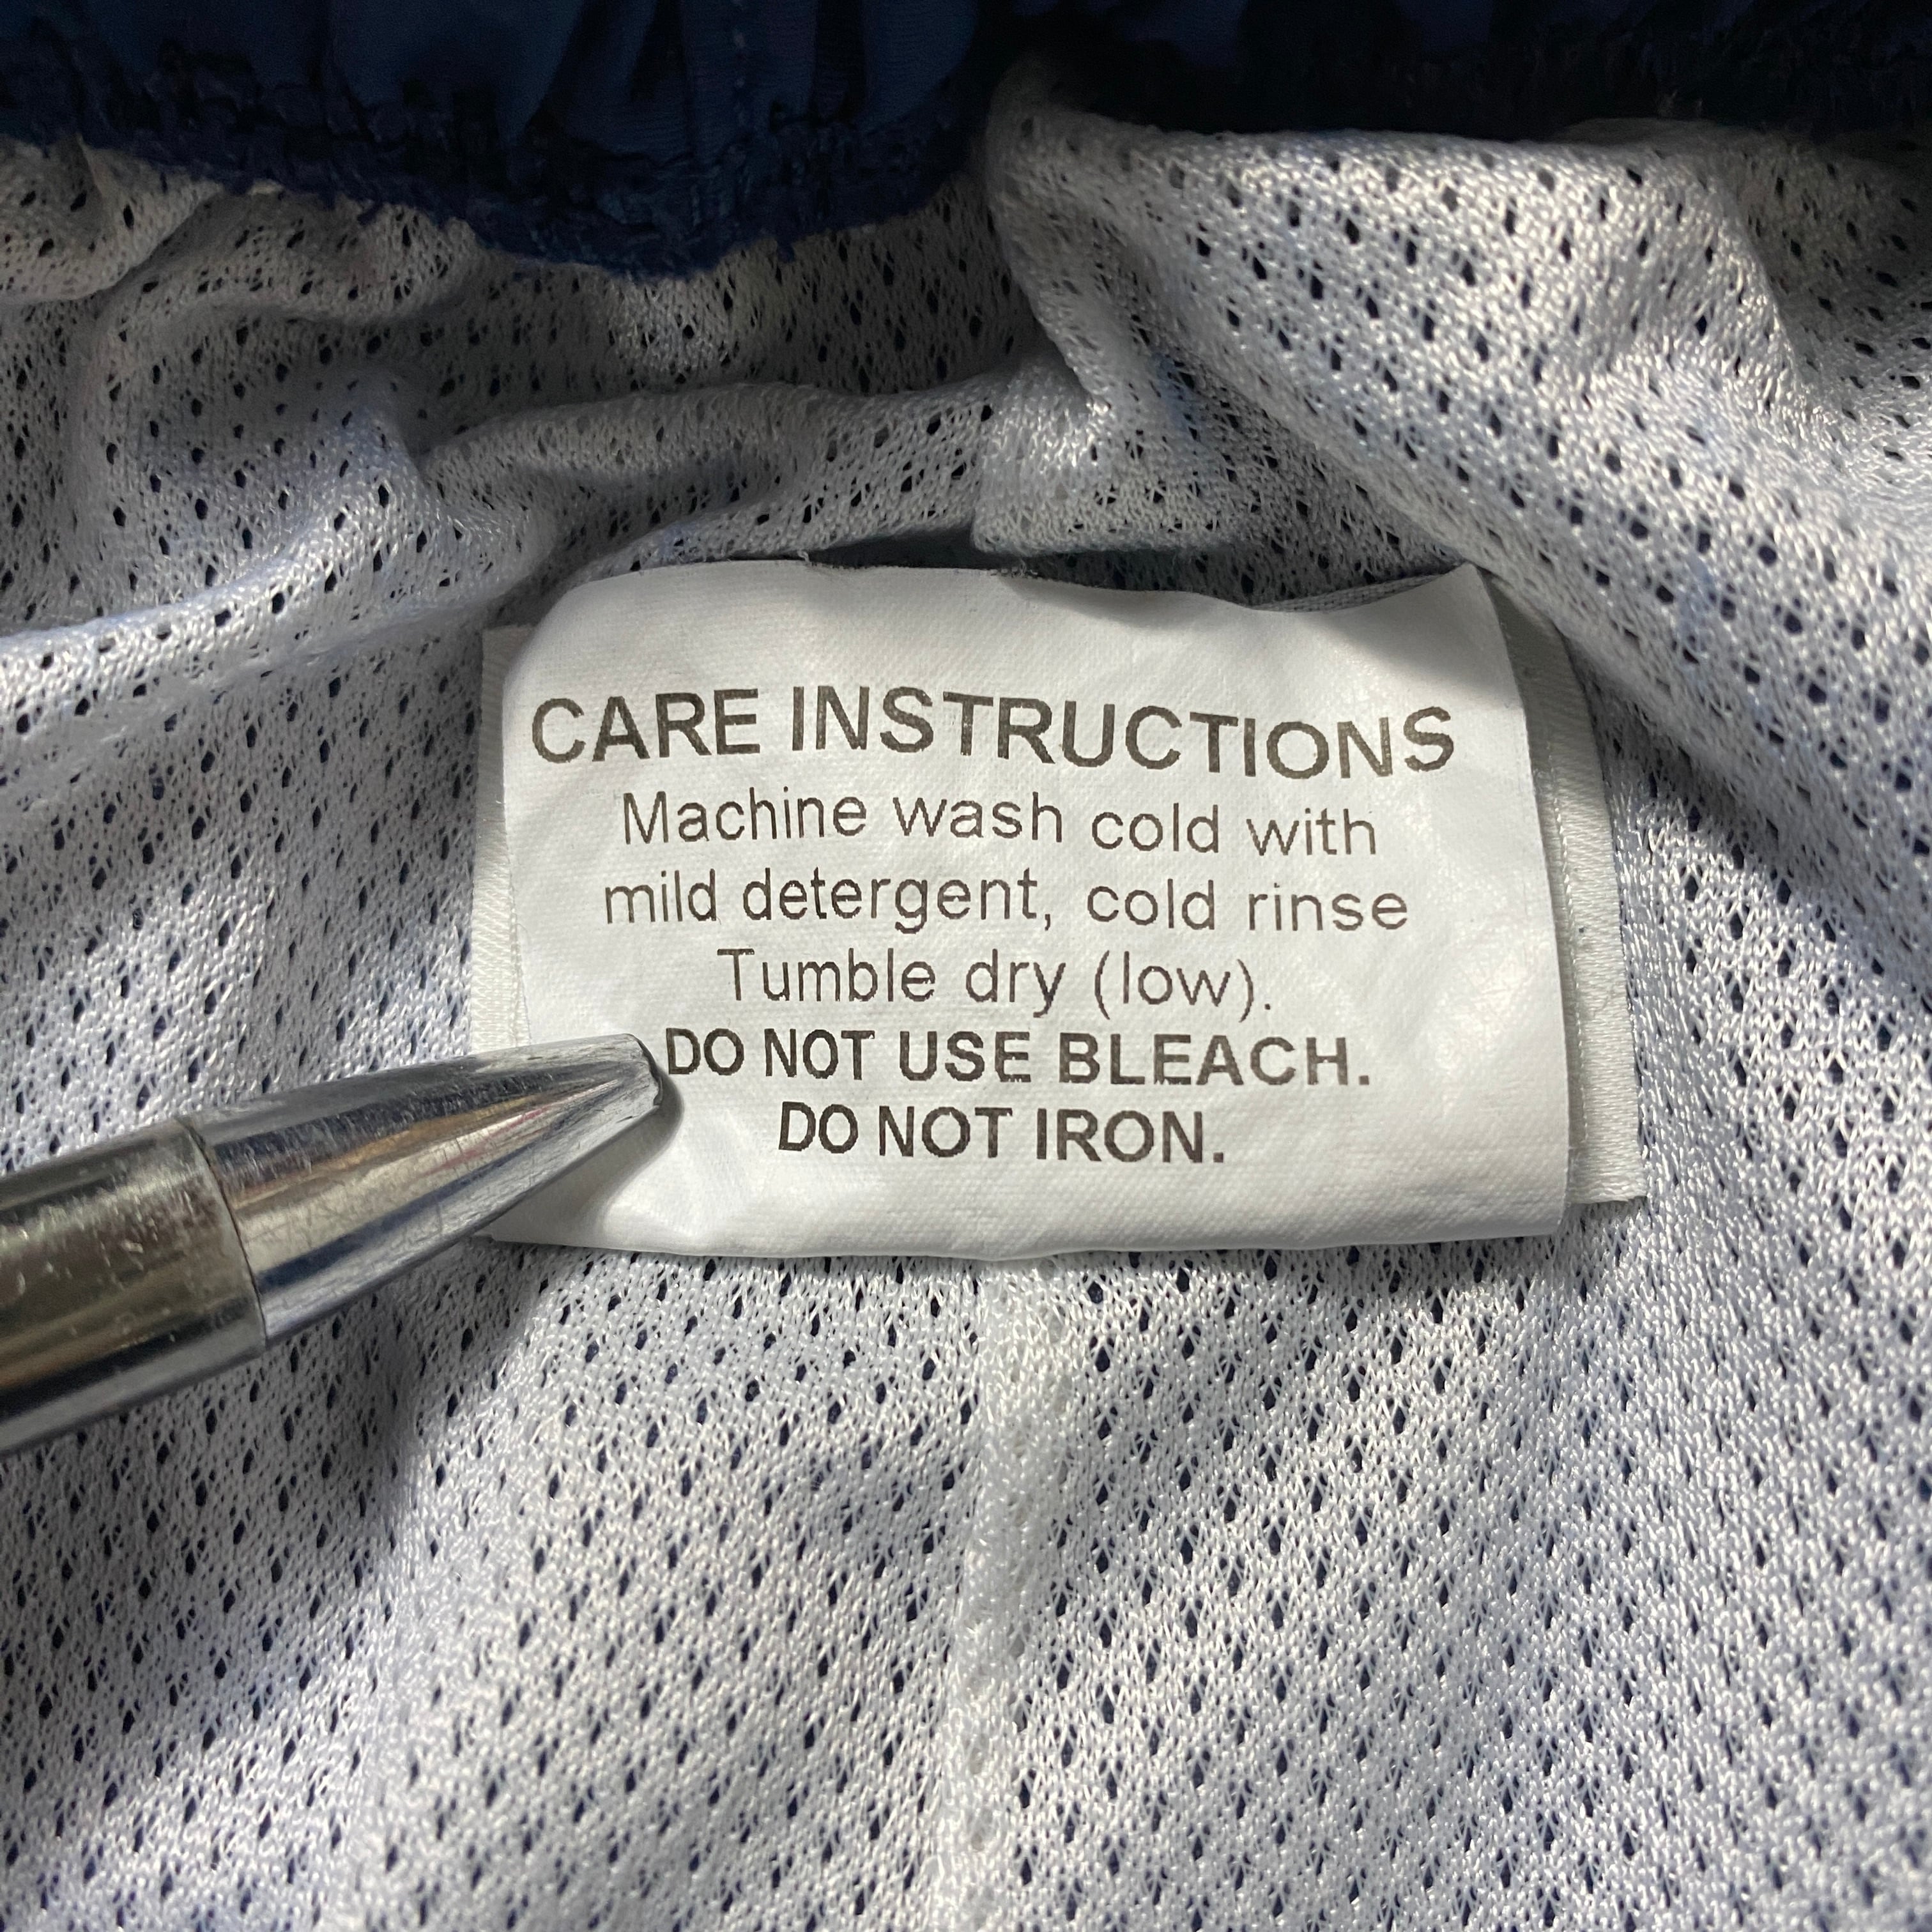 CARE INSTRUCTIONS
Machine wash cold with
mild detergent, cold rinse
Tumble dry (low).
DO NOT USE BLEACH.
DO NOT IRON.